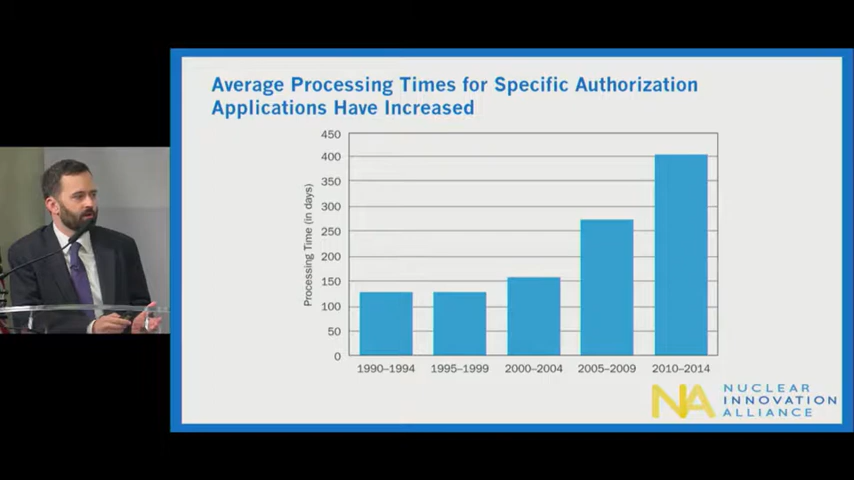 Average Processing Times for Specific Authorization
Applications Have Increased
450
400
350
300
250
200
150
100
50
0
Processing Time (in days)
1990–1994 1995–1999 2000–2004 2005–2009 2010–2014
NIA
NUCLEAR
INNOVATION
ALLIANCE